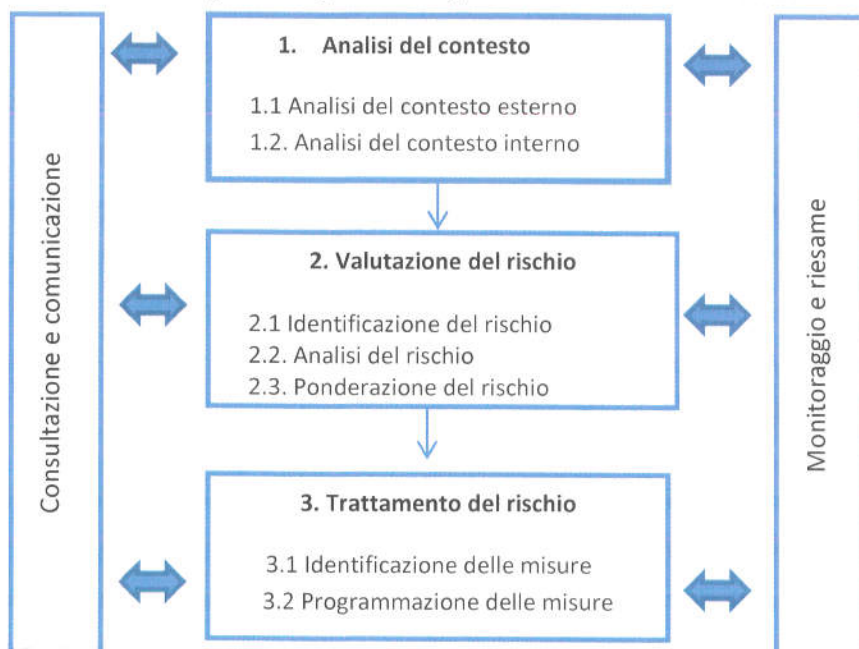 Consultazione e comunicazione
1. Analisi del contesto
1.1 Analisi del contesto esterno
1.2. Analisi del contesto interno
2. Valutazione del rischio
2.1 Identificazione del rischio
2.2. Analisi del rischio
2.3. Ponderazione del rischio
3. Trattamento del rischio
3.1 Identificazione delle misure
3.2 Programmazione delle misure
Monitoraggio e riesame